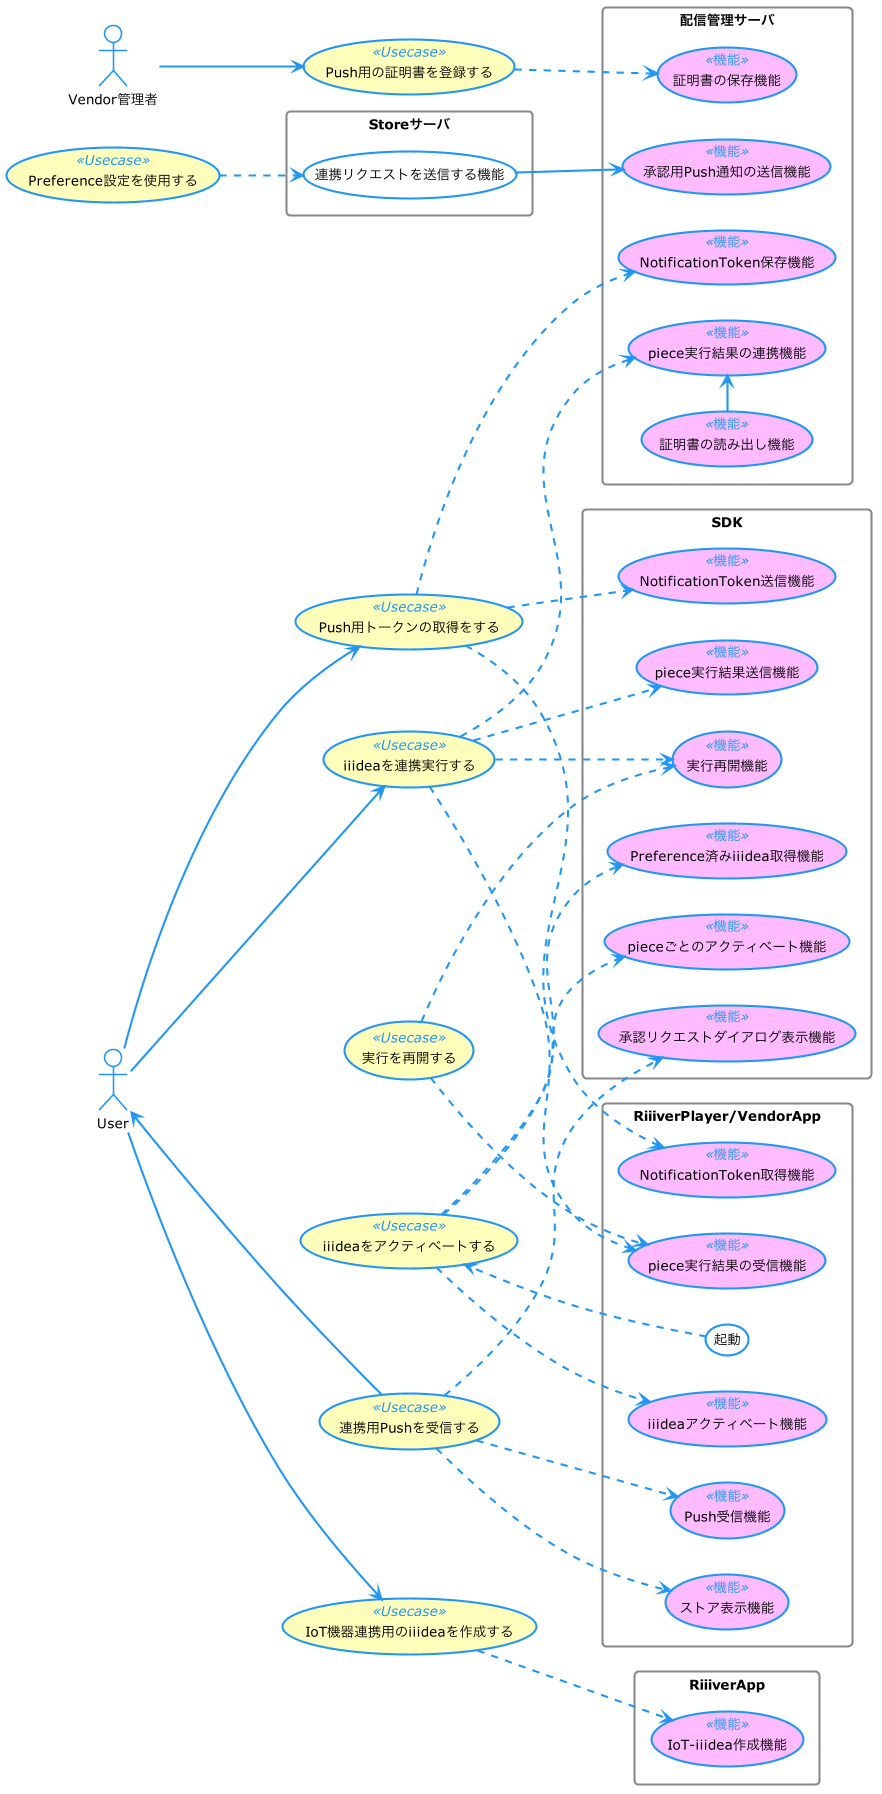 配信管理サーバ
«Usecase»
Push用の証明書を登録する
«機能»
証明書の保存機能
Vendor管理者
Storeサーバ
«Usecase»
Preference設定を使用する
連携リクエストを送信する機能
«機能»
承認用Push通知の送信機能
«機能»
NotificationToken保存機能
«機能»
piece実行結果の連携機能
«機能»
証明書の読み出し機能
SDK
«機能»
NotificationToken送信機能
«Usecase»
Push用トークンの取得をする
«機能»
piece実行結果送信機能
«Usecase»
iiideaを連携実行する
«機能»
実行再開機能
«機能»
Preference済みiiidea取得機能
«機能»
pieceごとのアクティベート機能
«機能»
承認リクエストダイアログ表示機能
«Usecase»
実行を再開する
User
RiiiverPlayer/VendorApp
«機能»
NotificationToken取得機能
«Usecase»
iiideaをアクティベートする
«機能»
piece実行結果の受信機能
起動
«Usecase»
連携用Pushを受信する
«機能»
iiideaアクティベート機能
«機能»
Push受信機能
«機能»
ストア表示機能
«Usecase»
IoT機器連携用のiiideaを作成する
RiiiverApp
«機能»
IoT-iiidea作成機能